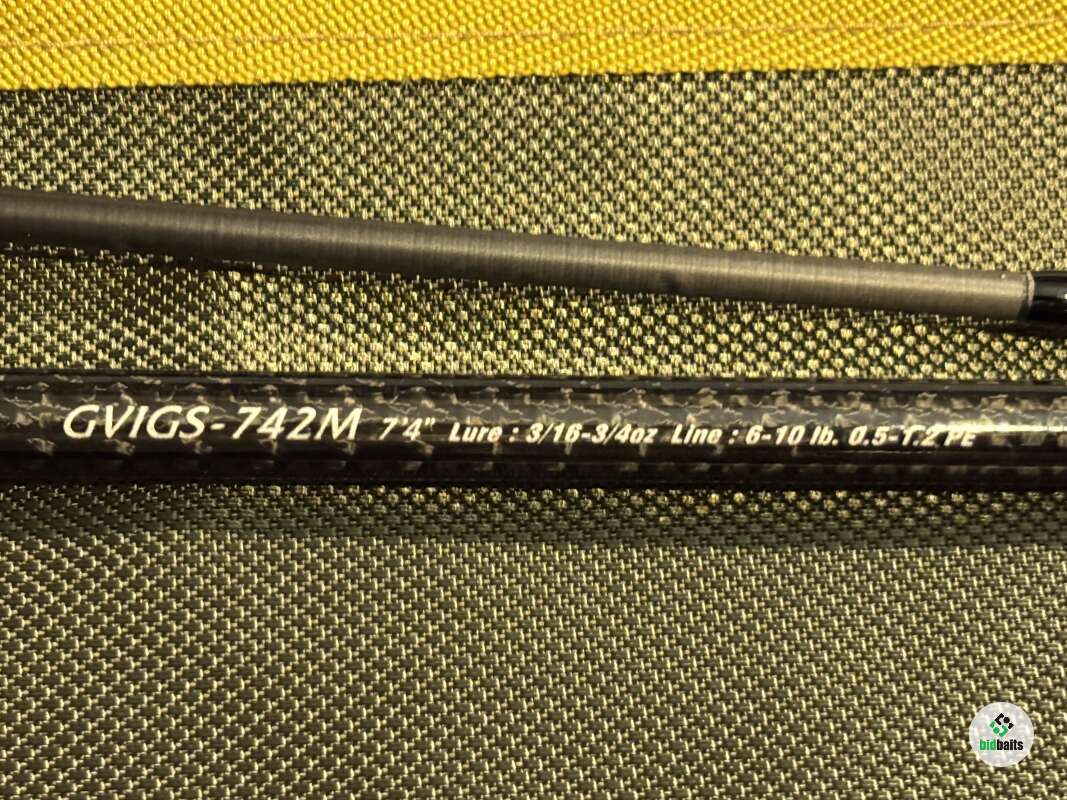 GVIGS-742M 7'4" Lure : 3/16-3/4oz Line : 6-10 lb. 0.5-1.2 PE
bidbaits